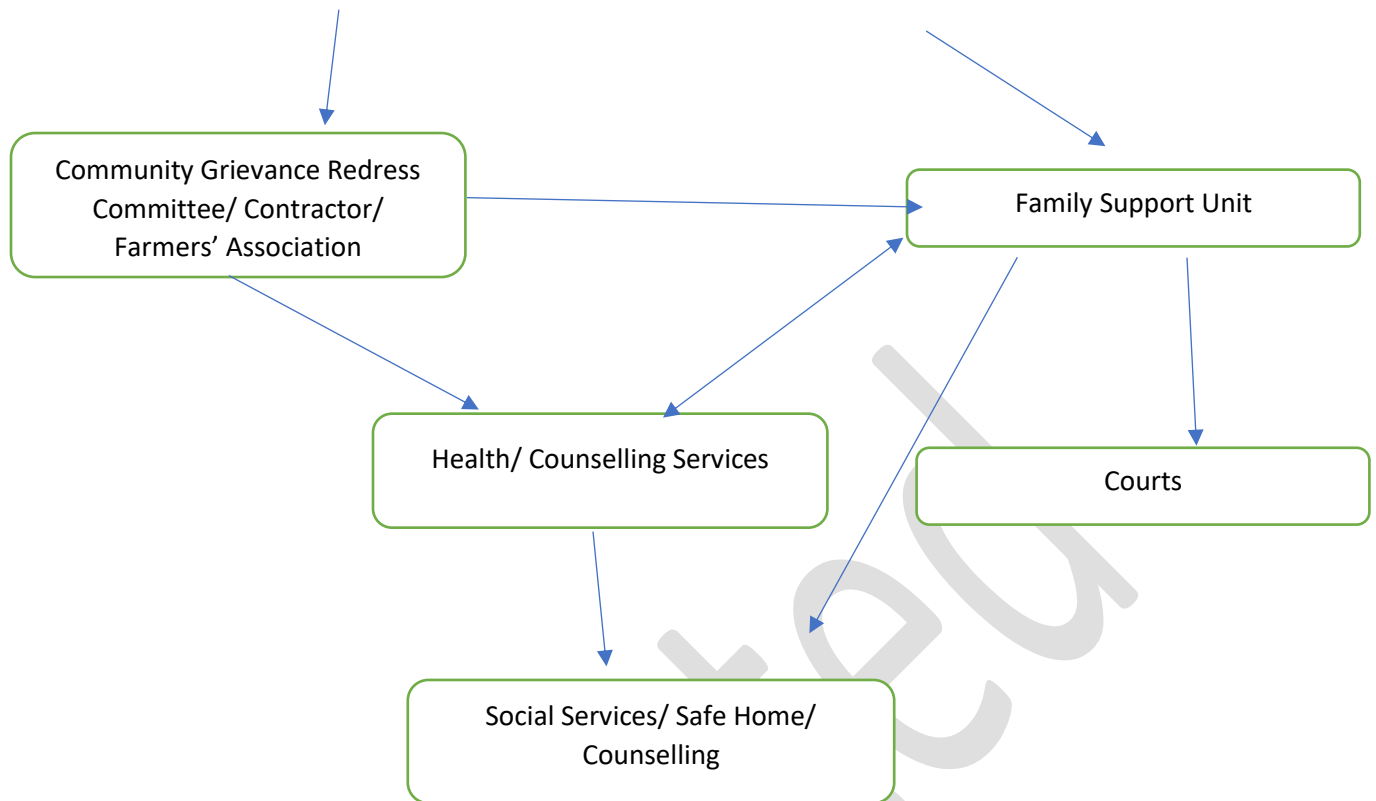 Community Grievance Redress
Committee/ Contractor/
Farmers’ Association
Family Support Unit
Health/ Counselling Services
Courts
Social Services/ Safe Home/
Counselling